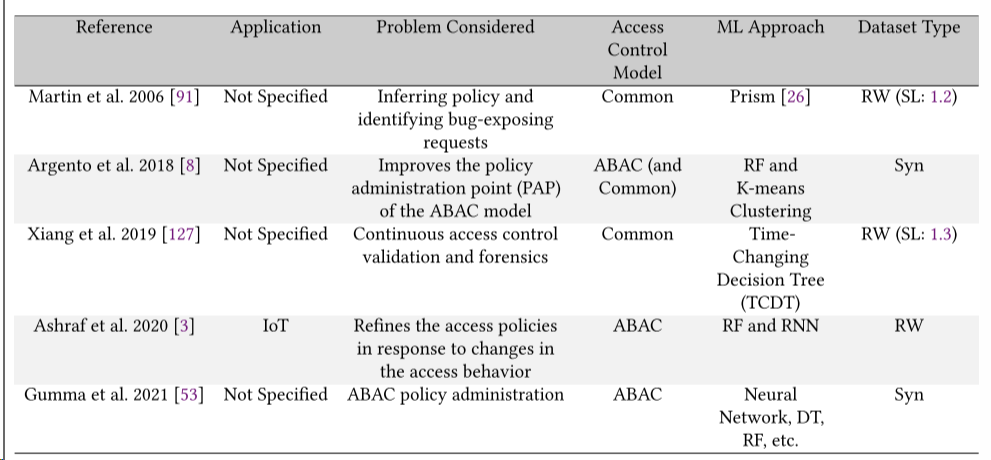 Reference Application Problem Considered Access ML Approach Dataset Type
Control
Model
Martin et al. 2006 [91] Not Specified Inferring policy and Common Prism [26] RW (SL: 1.2)
identifying bug-exposing
requests
Argento et al. 2018 [8] Not Specified Improves the policy ABAC (and RF and Syn
administration point (PAP) Common) K-means
of the ABAC model Clustering
Xiang et al. 2019 [127] Not Specified Continuous access control Common Time- RW (SL: 1.3)
validation and forensics Changing
Decision Tree
(TCDT)
Ashraf et al. 2020 [3] IoT Refines the access policies ABAC RF and RNN RW
in response to changes in
the access behavior
Gumma et al. 2021 [53] Not Specified ABAC policy administration ABAC Neural Syn
Network, DT,
RF, etc.